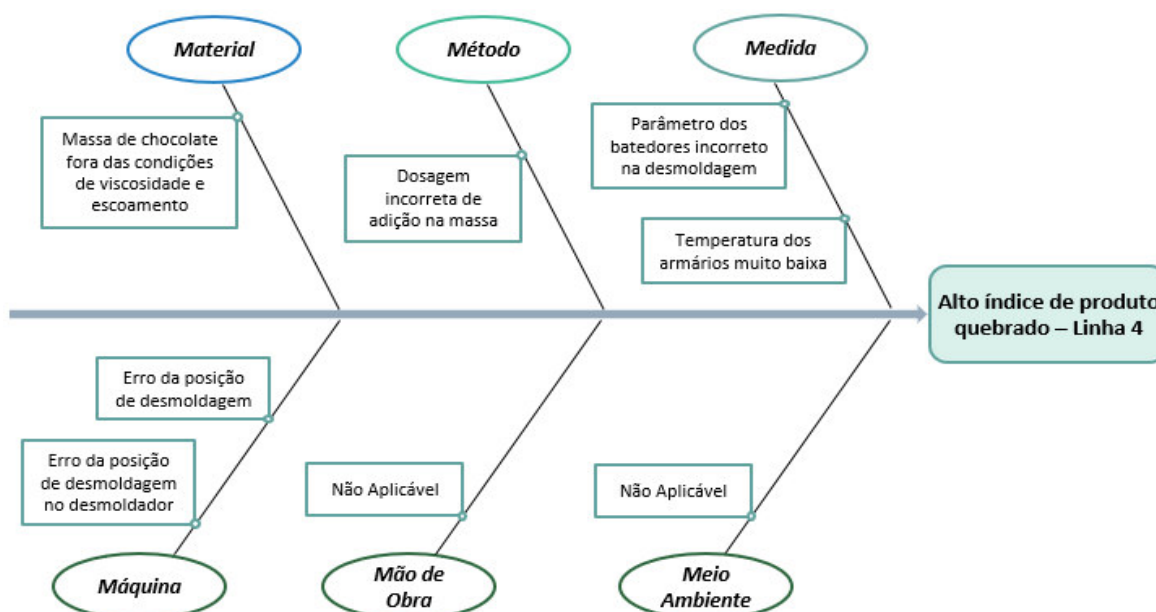 Material
Método
Medida
Massa de chocolate
fora das condições
de viscosidade e
escoamento
Dosagem
incorreta de
adição na massa
Parâmetro dos
batedores incorreto
na desmoldagem
Temperatura dos
armários muito baixa
Alto índice de produto
quebrado – Linha 4
Erro da posição
de desmoldagem
Erro da posição
de desmoldagem
no desmoldador
Não Aplicável
Não Aplicável
Máquina
Mão de
Obra
Meio
Ambiente